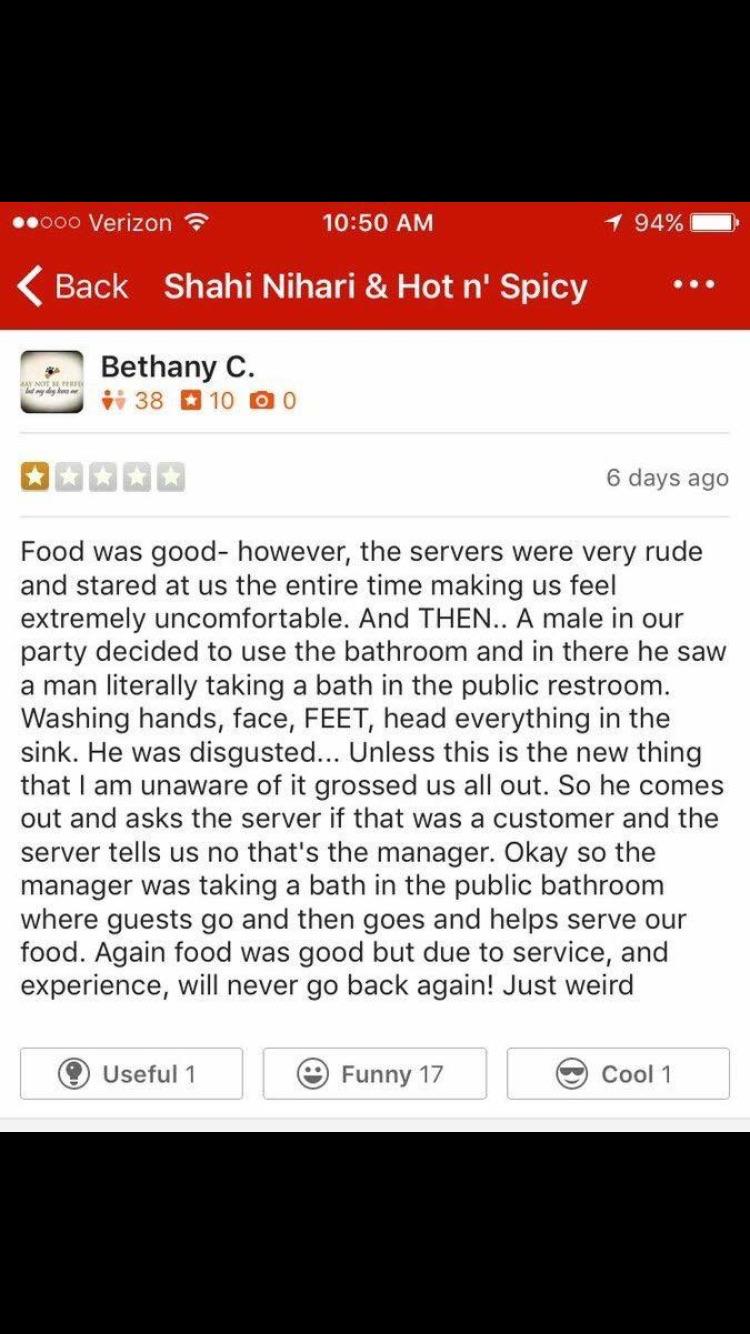 Verizon 10:50 AM 94%
Back Shahi Nihari & Hot n' Spicy
Bethany C.
38 10 0
6 days ago
Food was good- however, the servers were very rude
and stared at us the entire time making us feel
extremely uncomfortable. And THEN.. A male in our
party decided to use the bathroom and in there he saw
a man literally taking a bath in the public restroom.
Washing hands, face, FEET, head everything in the
sink. He was disgusted... Unless this is the new thing
that I am unaware of it grossed us all out. So he comes
out and asks the server if that was a customer and the
server tells us no that's the manager. Okay so the
manager was taking a bath in the public bathroom
where guests go and then goes and helps serve our
food. Again food was good but due to service, and
experience, will never go back again! Just weird
Useful 1 Funny 17 Cool 1